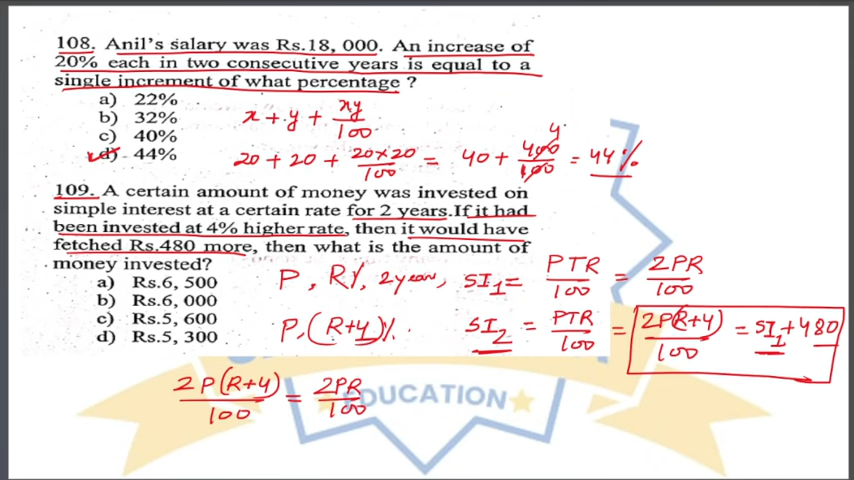 108. Anil's salary was Rs.18, 000. An increase of
20% each in two consecutive years is equal to a
single increment of what percentage ?
a) 22%
b) 32%
c) 40%
d) 44%
x + y + xy/100
20 + 20 + 20×20/100 = 40 + 400/100 4 = 44%
109. A certain amount of money was invested on
simple interest at a certain rate for 2 years.If it had
been invested at 4% higher rate, then it would have
fetched Rs.480 more, then what is the amount of
money invested?
a) Rs.6, 500
b) Rs.6, 000
c) Rs.5, 600
d) Rs.5, 300
P, R%, 2 years, SI1 = PTR/100 = 2PR/100
P, (R+4)%. SI2 = PTR/100 = 2P(R+4)/100 = SI1+480
2P(R+4)/100 = 2PR/100
EDUCATION